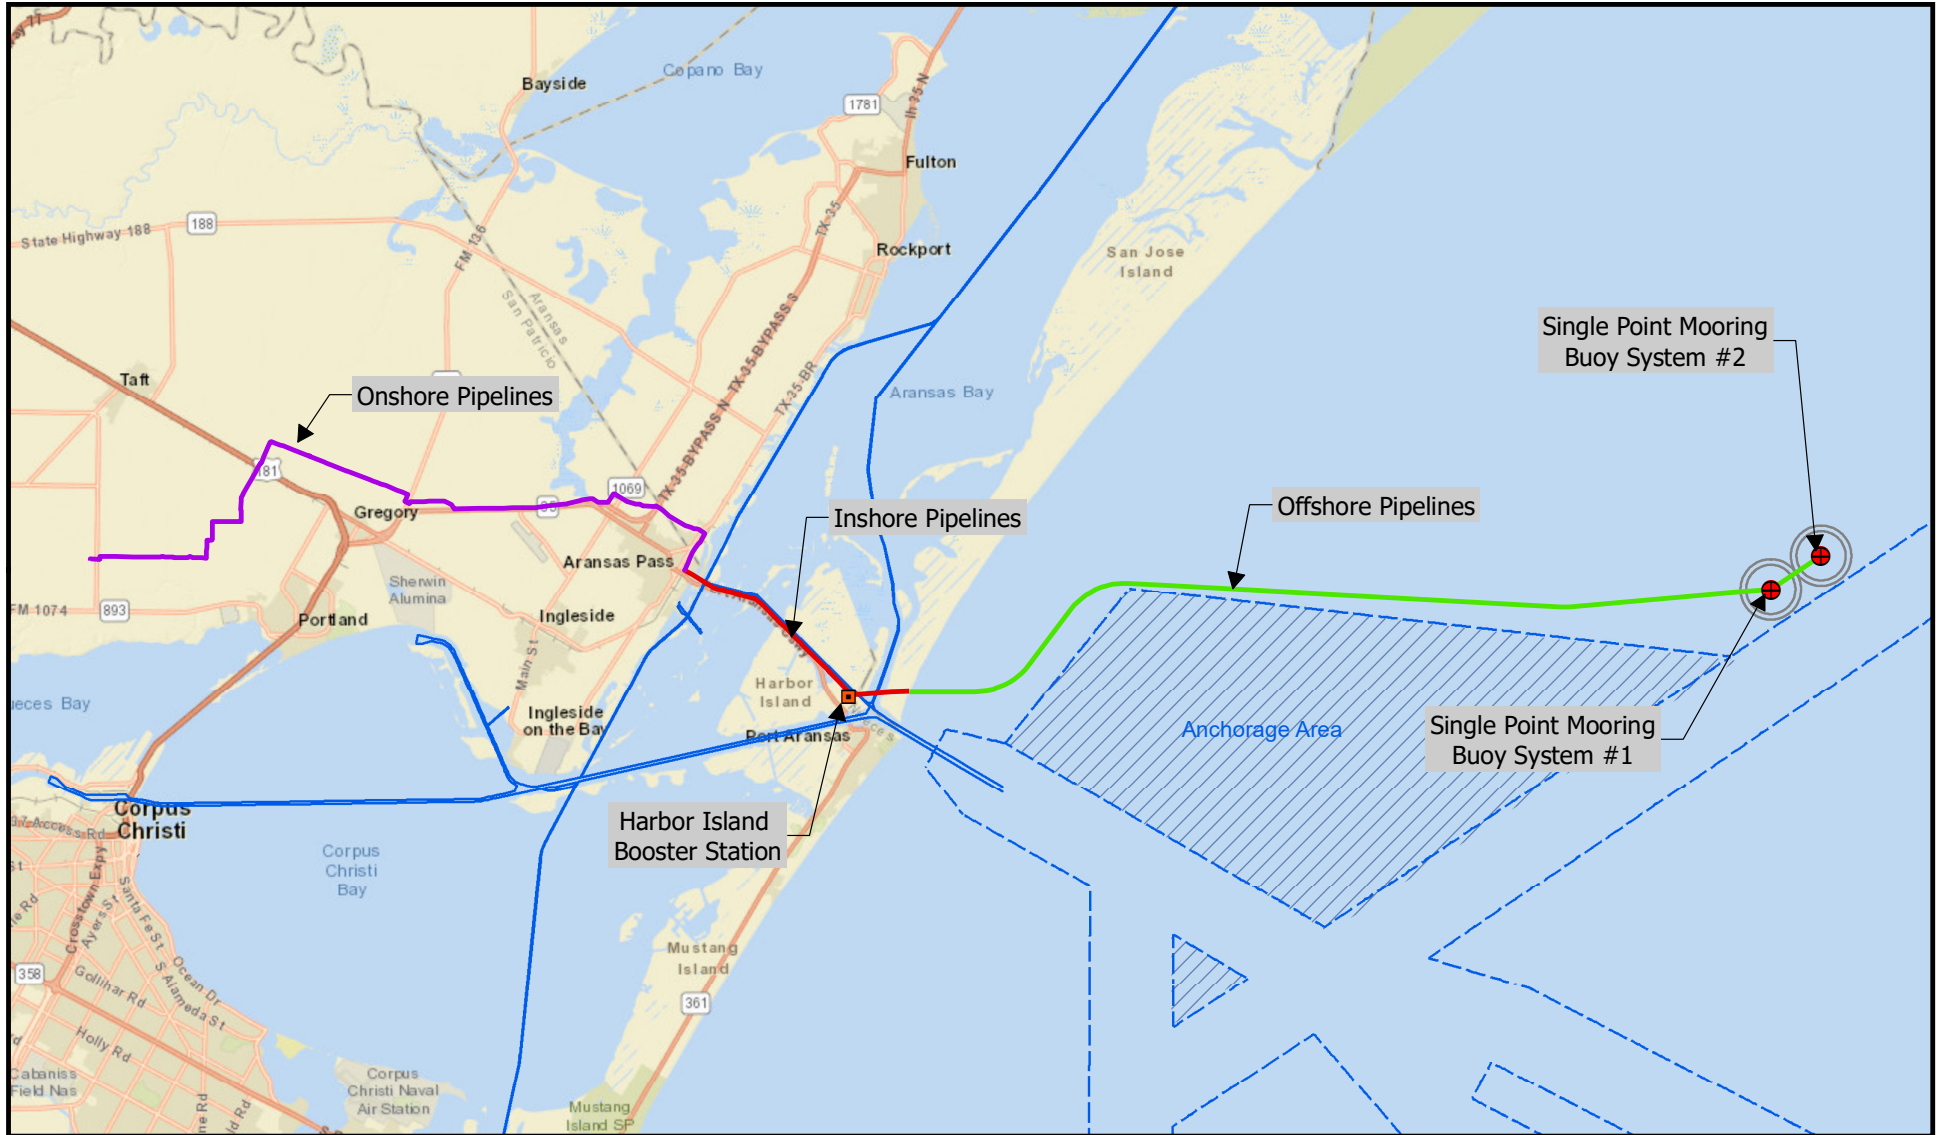 77
Bayside
Copano Bay
1781
Ih 35 N
Fulton
188
State Highway 188
FM 136
TX-35
Rockport
San Jose
Island
Aransas
San Patricio
TX-35-BYPASS S
TX-35-BYPASS N
TX-35-BR
Single Point Mooring
Buoy System #2
Taft
Onshore Pipelines
Aransas Bay
181
1069
35
Gregory
Inshore Pipelines
Offshore Pipelines
Aransas Pass
Sherwin
Alumina
FM 1074
893
Portland
Ingleside
Main St
Harbor
Island
ueces Bay
Ingleside
on the Bay
Port Aransas
Nueces
Anchorage Area
Single Point Mooring
Buoy System #1
Corpus
Christi
37 Access Rd
Harbor Island
Booster Station
Corpus
Christi
Bay
Crosstown Expy
Ayers St
Santa Fe St
S Alameda St
Ocean Dr
Mustang
Island
358
Gollihar Rd
361
Holly Rd
Cabaniss
Field Nas
Corpus
Christi Naval
Air Station
Mustang
Island SP